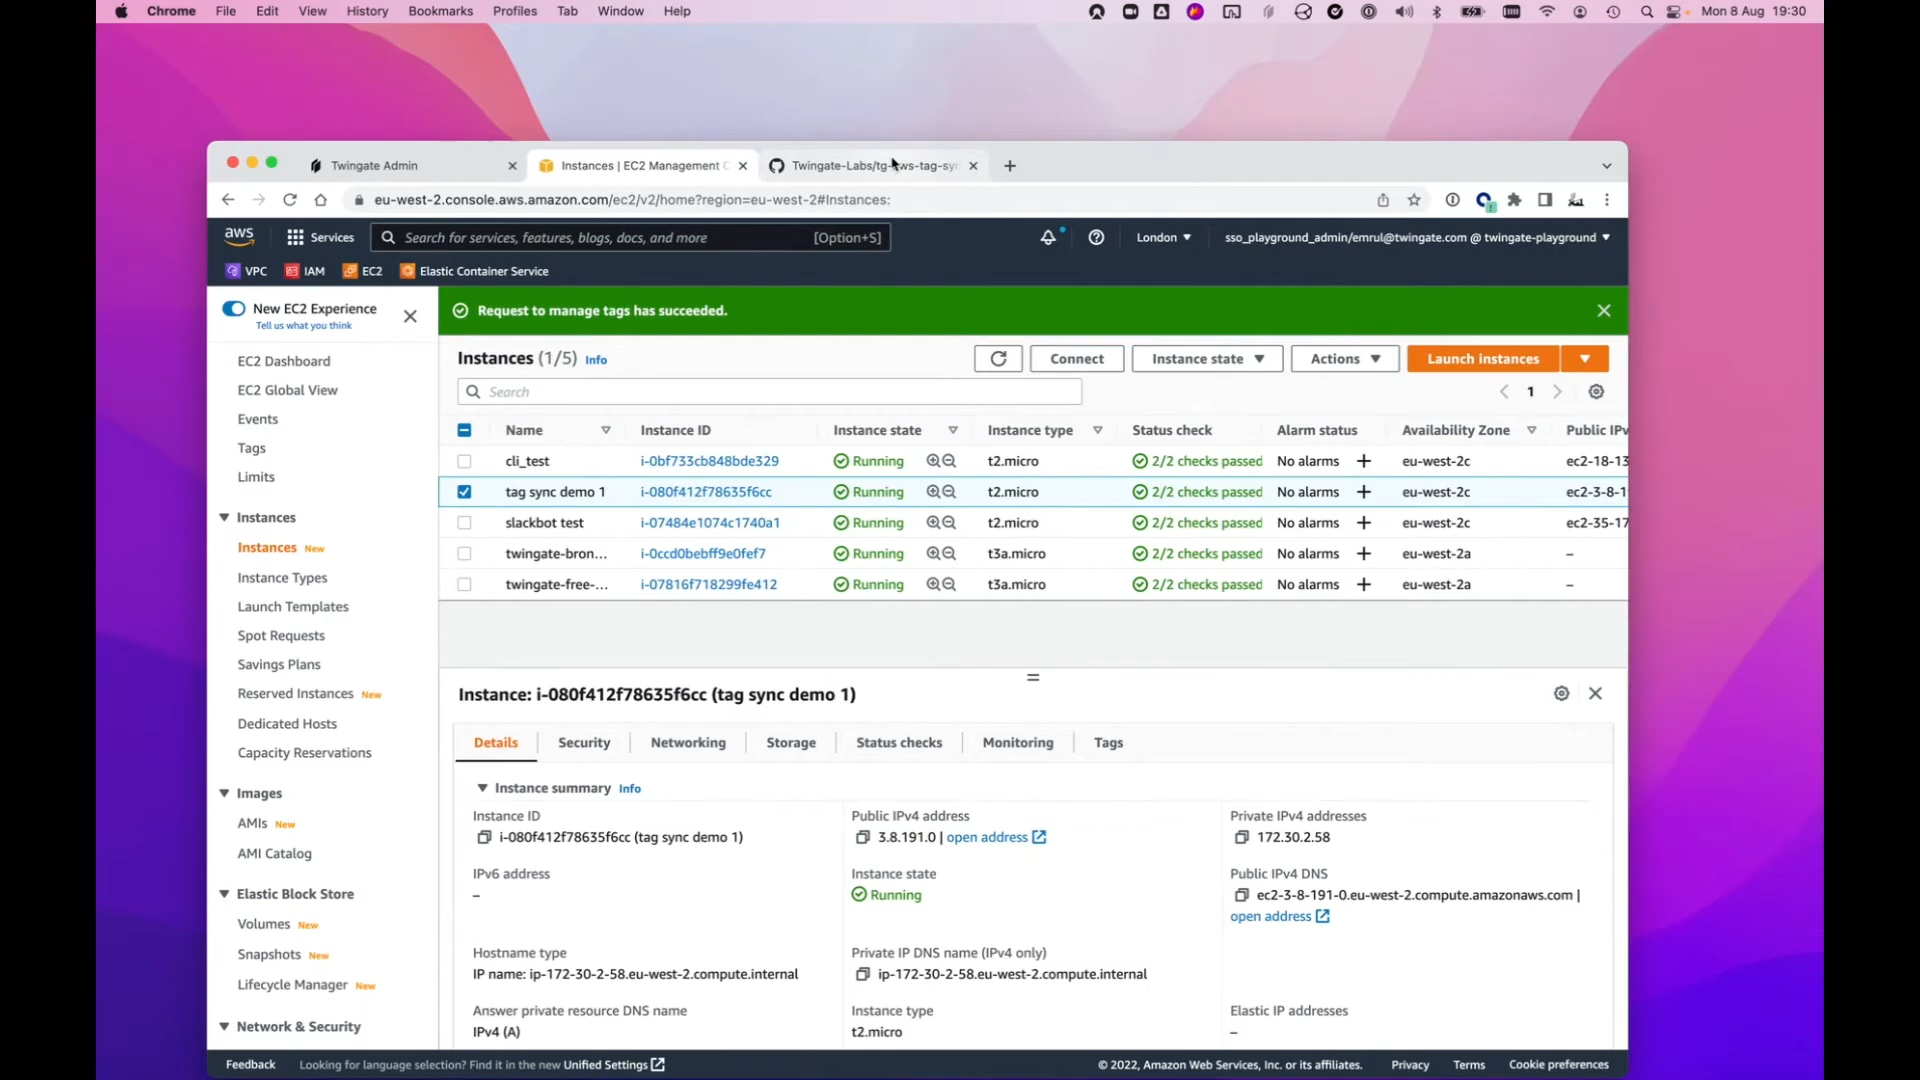 Chrome File Edit View History Bookmarks Profiles Tab Window Help Mon 8 Aug 19:30
Twingate Admin Instances | EC2 Management C Twingate-Labs/tg-aws-tag-syn
eu-west-2.console.aws.amazon.com/ec2/v2/home?region=eu-west-2#Instances:
aws Services Search for services, features, blogs, docs, and more [Option+S] London sso_playground_admin/emrul@twingate.com @ twingate-playground
VPC IAM EC2 Elastic Container Service
New EC2 Experience
Tell us what you think
EC2 Dashboard
EC2 Global View
Events
Tags
Limits
Instances
Instances New
Instance Types
Launch Templates
Spot Requests
Savings Plans
Reserved Instances New
Dedicated Hosts
Capacity Reservations
Images
AMIs New
AMI Catalog
Elastic Block Store
Volumes New
Snapshots New
Lifecycle Manager New
Network & Security
Request to manage tags has succeeded.
Instances (1/5) Info Connect Instance state Actions Launch instances
Search 1
Name Instance ID Instance state Instance type Status check Alarm status Availability Zone Public IPv
cli_test i-0bf733cb848bde329 Running t2.micro 2/2 checks passed No alarms + eu-west-2c ec2-18-13
tag sync demo 1 i-080f412f78635f6cc Running t2.micro 2/2 checks passed No alarms + eu-west-2c ec2-3-8-1
slackbot test i-07484e1074c1740a1 Running t2.micro 2/2 checks passed No alarms + eu-west-2c ec2-35-17
twingate-bron... i-0ccd0bebff9e0fef7 Running t3a.micro 2/2 checks passed No alarms + eu-west-2a –
twingate-free-... i-07816f718299fe412 Running t3a.micro 2/2 checks passed No alarms + eu-west-2a –
Instance: i-080f412f78635f6cc (tag sync demo 1)
Details Security Networking Storage Status checks Monitoring Tags
Instance summary Info
Instance ID
i-080f412f78635f6cc (tag sync demo 1)
Public IPv4 address
3.8.191.0 | open address
Private IPv4 addresses
172.30.2.58
IPv6 address
–
Instance state
Running
Public IPv4 DNS
ec2-3-8-191-0.eu-west-2.compute.amazonaws.com |
open address
Hostname type
IP name: ip-172-30-2-58.eu-west-2.compute.internal
Private IP DNS name (IPv4 only)
ip-172-30-2-58.eu-west-2.compute.internal
Answer private resource DNS name
IPv4 (A)
Instance type
t2.micro
Elastic IP addresses
–
Feedback Looking for language selection? Find it in the new Unified Settings © 2022, Amazon Web Services, Inc. or its affiliates. Privacy Terms Cookie preferences